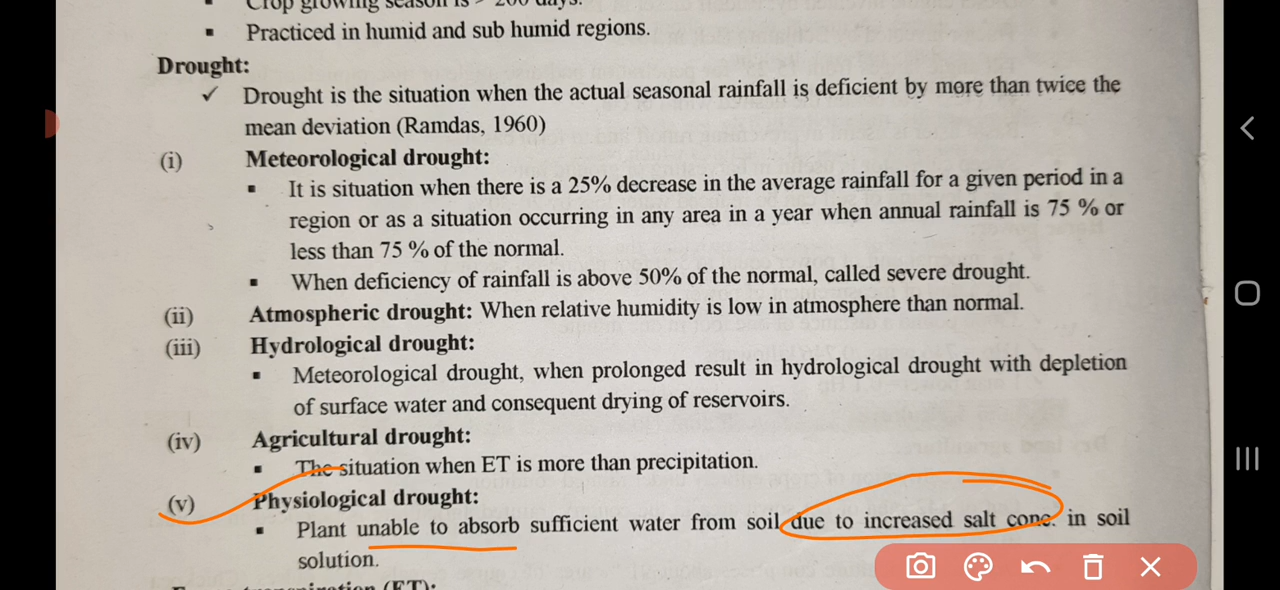 Crop growing season is > 200 days.
▪ Practiced in humid and sub humid regions.
Drought:
✓ Drought is the situation when the actual seasonal rainfall is deficient by more than twice the
mean deviation (Ramdas, 1960)
(i) Meteorological drought:
▪ It is situation when there is a 25% decrease in the average rainfall for a given period in a
region or as a situation occurring in any area in a year when annual rainfall is 75 % or
less than 75 % of the normal.
▪ When deficiency of rainfall is above 50% of the normal, called severe drought.
(ii) Atmospheric drought: When relative humidity is low in atmosphere than normal.
(iii) Hydrological drought:
▪ Meteorological drought, when prolonged result in hydrological drought with depletion
of surface water and consequent drying of reservoirs.
(iv) Agricultural drought:
▪ The situation when ET is more than precipitation.
(v) Physiological drought:
▪ Plant unable to absorb sufficient water from soil due to increased salt conc. in soil
solution.
(ET):